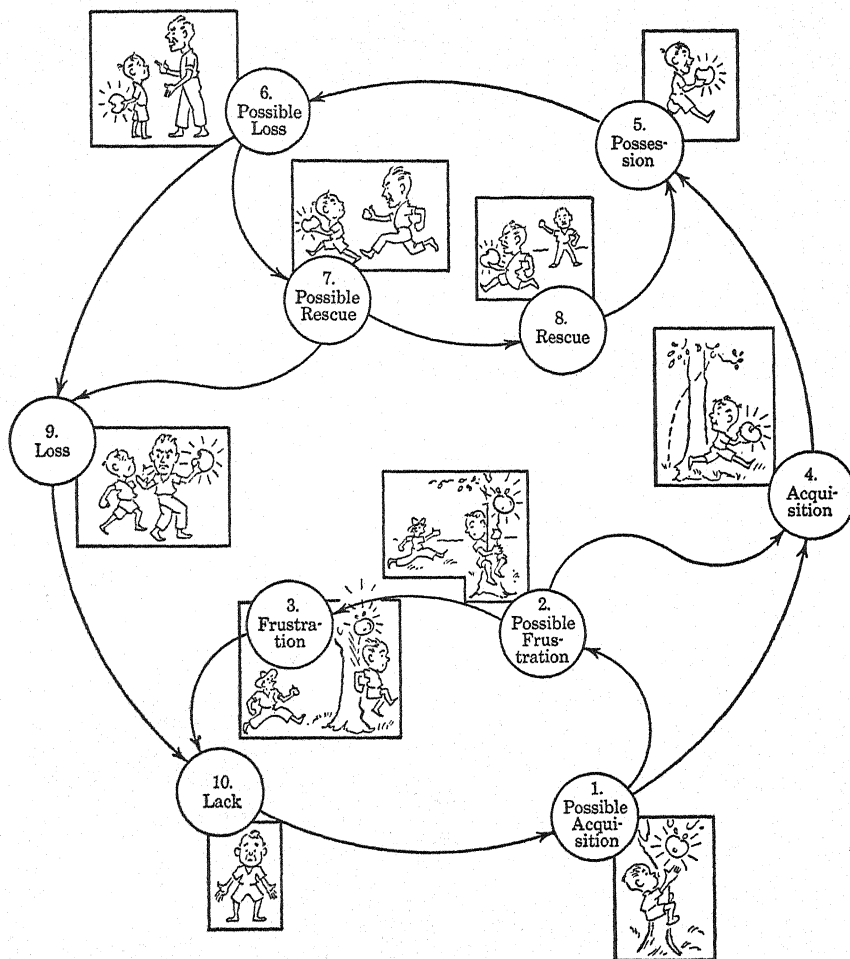 6.
Possible
Loss
5.
Posses-
sion
7.
Possible
Rescue
8.
Rescue
9.
Loss
4.
Acqui-
sition
3.
Frustra-
tion
2.
Possible
Frus-
tration
10.
Lack
1.
Possible
Acqui-
sition